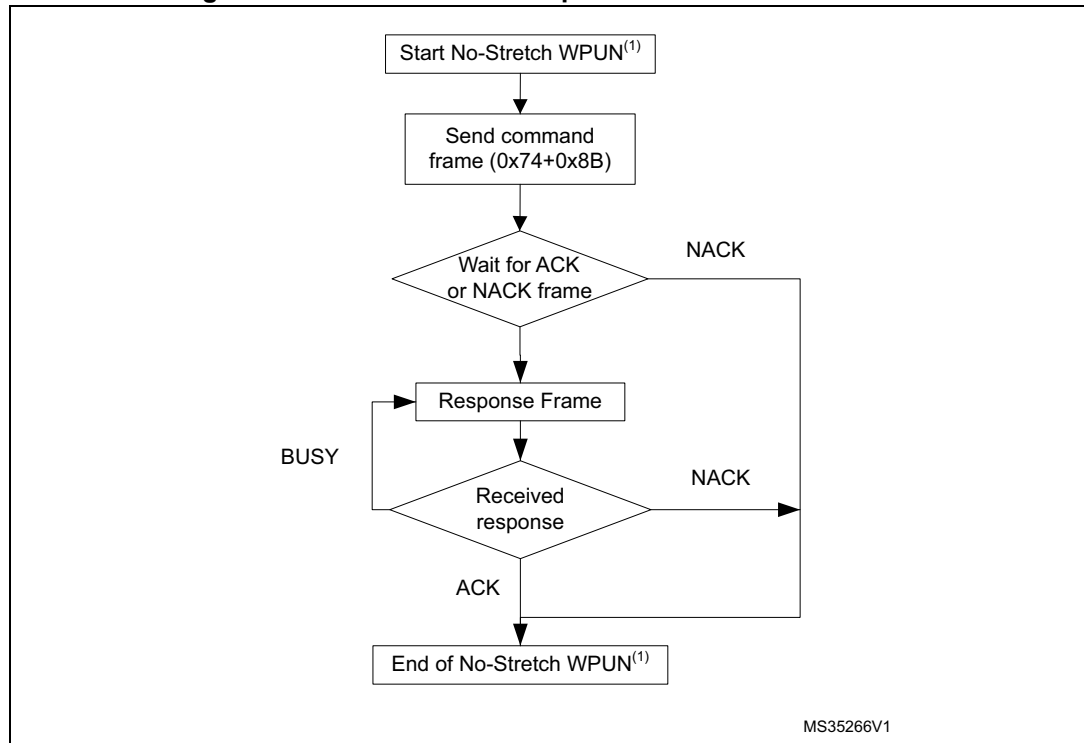 Start No-Stretch WPUN(1)
Send command
frame (0x74+0x8B)
Wait for ACK
or NACK frame
NACK
Response Frame
BUSY
NACK
Received
response
ACK
End of No-Stretch WPUN(1)
MS35266V1